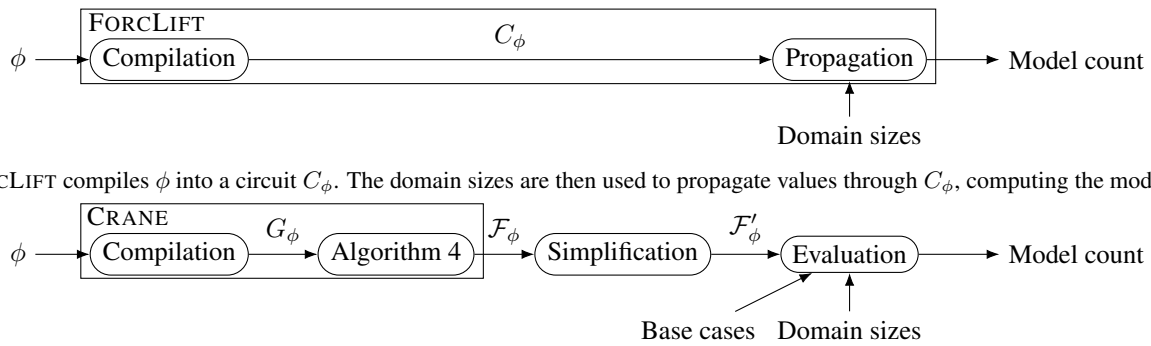 FORCLIFT
ϕ Compilation C_ϕ Propagation Model count
Domain sizes
CLIFT compiles ϕ into a circuit C_ϕ. The domain sizes are then used to propagate values through C_ϕ, computing the mod
CRANE
ϕ Compilation G_ϕ Algorithm 4 ℱ_ϕ Simplification ℱ′_ϕ Evaluation Model count
Base cases Domain sizes